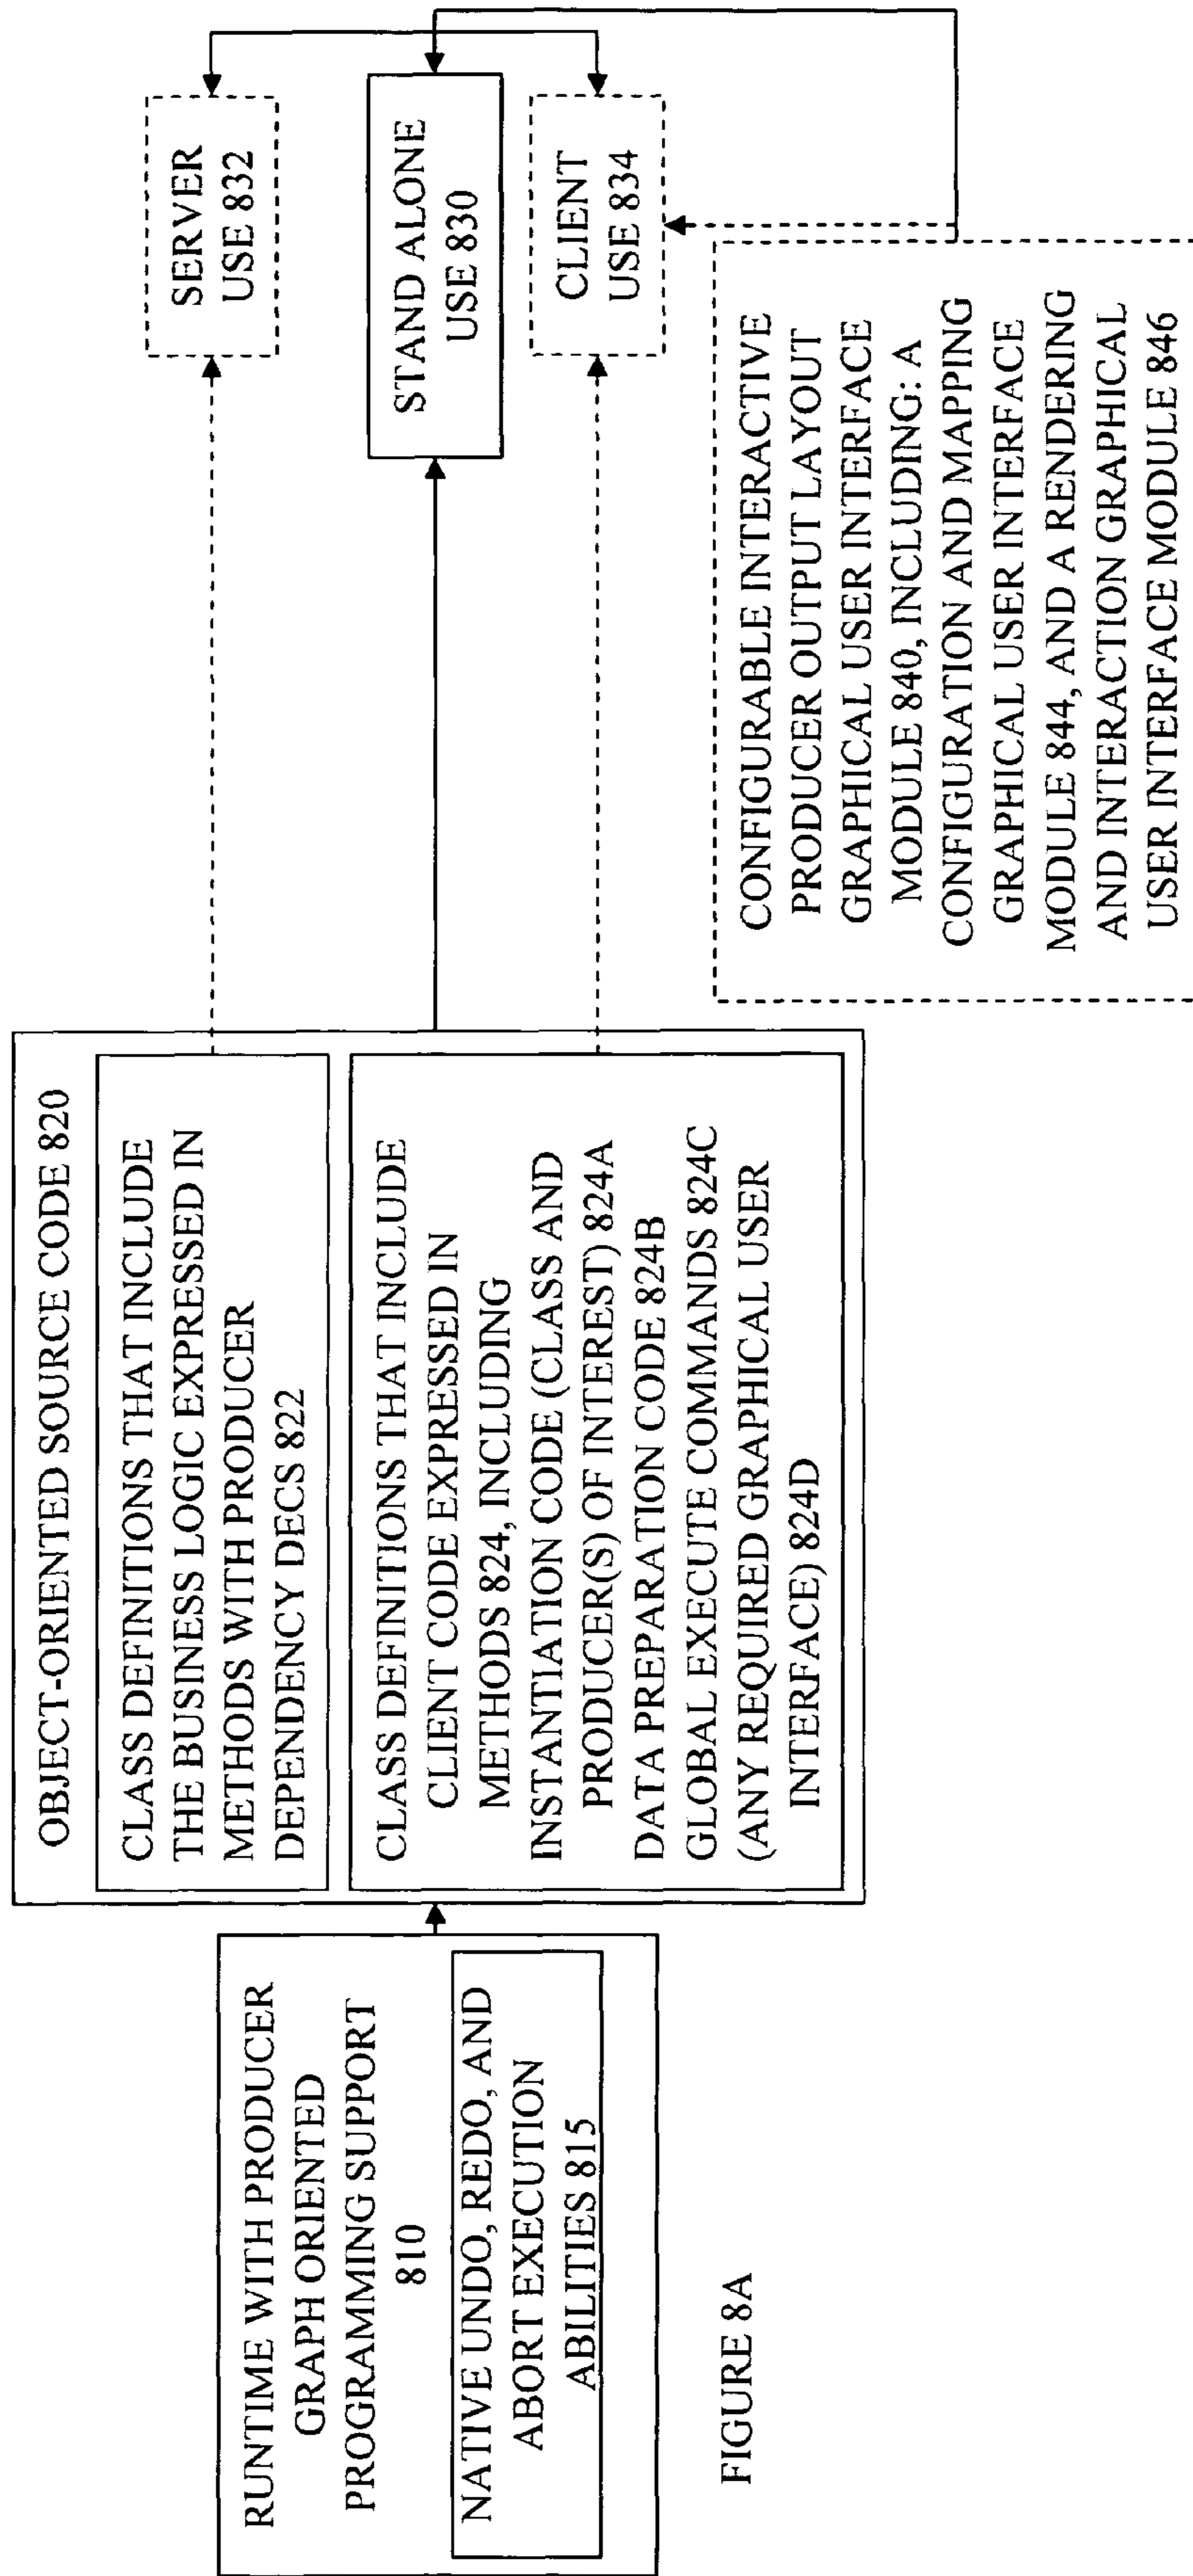 RUNTIME WITH PRODUCER
GRAPH ORIENTED
PROGRAMMING SUPPORT
810
NATIVE UNDO, REDO, AND
ABORT EXECUTION
ABILITIES 815
OBJECT-ORIENTED SOURCE CODE 820
CLASS DEFINITIONS THAT INCLUDE
THE BUSINESS LOGIC EXPRESSED IN
METHODS WITH PRODUCER
DEPENDENCY DECS 822
CLASS DEFINITIONS THAT INCLUDE
CLIENT CODE EXPRESSED IN
METHODS 824, INCLUDING
INSTANTIATION CODE (CLASS AND
PRODUCER(S) OF INTEREST) 824A
DATA PREPARATION CODE 824B
GLOBAL EXECUTE COMMANDS 824C
(ANY REQUIRED GRAPHICAL USER
INTERFACE) 824D
SERVER
USE 832
STAND ALONE
USE 830
CLIENT
USE 834
CONFIGURABLE INTERACTIVE
PRODUCER OUTPUT LAYOUT
GRAPHICAL USER INTERFACE
MODULE 840, INCLUDING: A
CONFIGURATION AND MAPPING
GRAPHICAL USER INTERFACE
MODULE 844, AND A RENDERING
AND INTERACTION GRAPHICAL
USER INTERFACE MODULE 846
FIGURE 8A